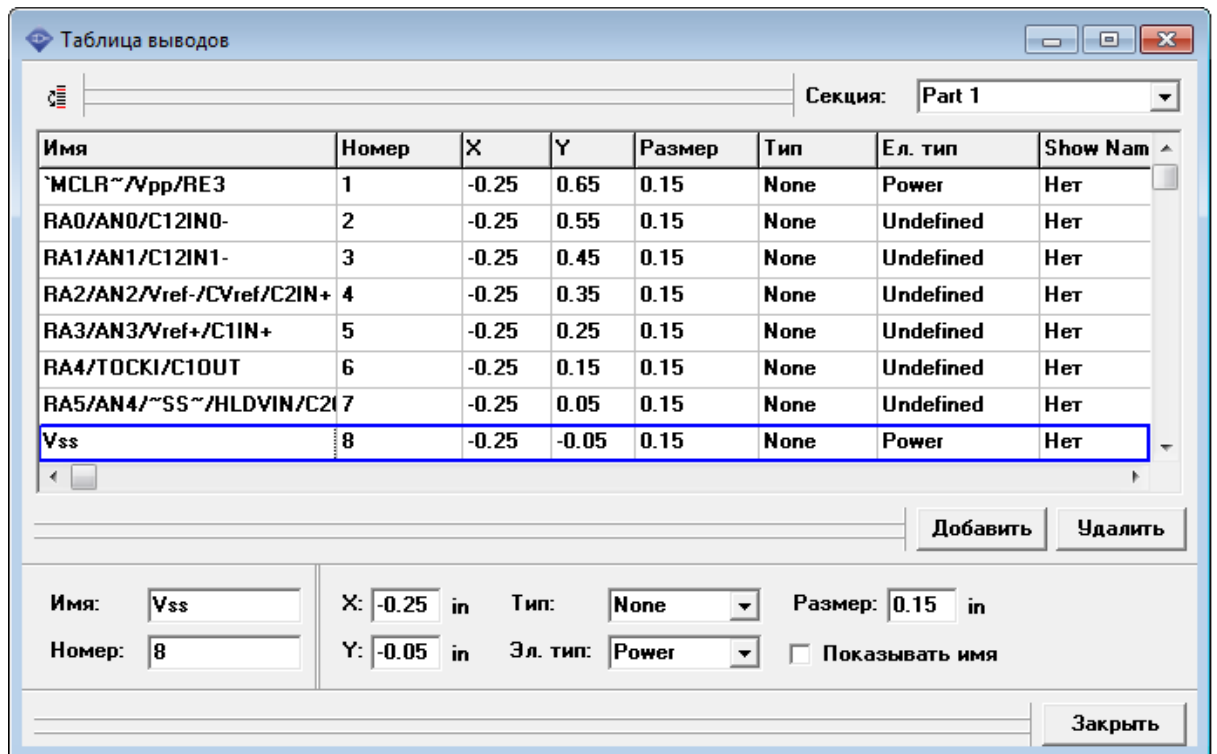 Таблица выводов
Секция: Part 1
Имя Номер X Y Размер Тип Ел. тип Show Nam
`MCLR~/Vpp/RE3 1 -0.25 0.65 0.15 None Power Нет
RA0/AN0/C12IN0- 2 -0.25 0.55 0.15 None Undefined Нет
RA1/AN1/C12IN1- 3 -0.25 0.45 0.15 None Undefined Нет
RA2/AN2/Vref-/CVref/C2IN+ 4 -0.25 0.35 0.15 None Undefined Нет
RA3/AN3/Vref+/C1IN+ 5 -0.25 0.25 0.15 None Undefined Нет
RA4/TOCKI/C1OUT 6 -0.25 0.15 0.15 None Undefined Нет
RA5/AN4/~SS~/HLDVIN/C2( 7 -0.25 0.05 0.15 None Undefined Нет
Vss 8 -0.25 -0.05 0.15 None Power Нет
Добавить Удалить
Имя: Vss X: -0.25 in Тип: None Размер: 0.15 in
Номер: 8 Y: -0.05 in Эл. тип: Power Показывать имя
Закрыть